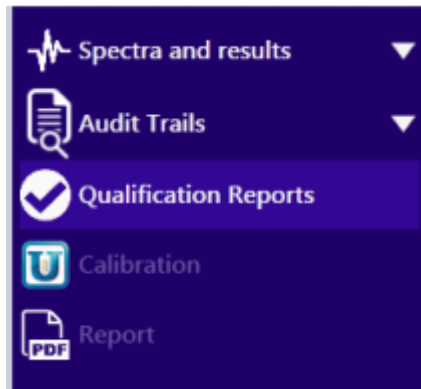 Spectra and results
Audit Trails
Qualification Reports
U
Calibration
PDF
Report